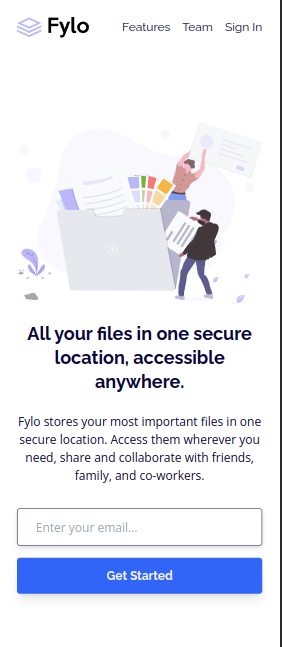 Fylo Features Team Sign In
All your files in one secure
location, accessible
anywhere.
Fylo stores your most important files in one
secure location. Access them wherever you
need, share and collaborate with friends,
family, and co-workers.
Enter your email...
Get Started